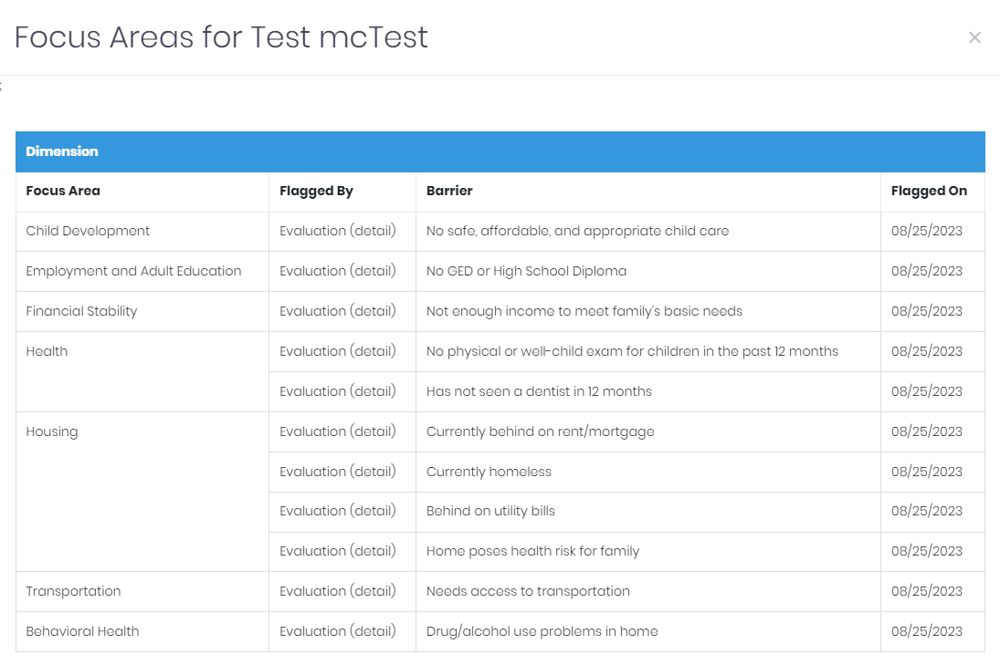 Focus Areas for Test mcTest ×
;
Dimension
Focus Area Flagged By Barrier Flagged On
Child Development Evaluation (detail) No safe, affordable, and appropriate child care 08/25/2023
Employment and Adult Education Evaluation (detail) No GED or High School Diploma 08/25/2023
Financial Stability Evaluation (detail) Not enough income to meet family's basic needs 08/25/2023
Health Evaluation (detail) No physical or well-child exam for children in the past 12 months 08/25/2023
Evaluation (detail) Has not seen a dentist in 12 months 08/25/2023
Housing Evaluation (detail) Currently behind on rent/mortgage 08/25/2023
Evaluation (detail) Currently homeless 08/25/2023
Evaluation (detail) Behind on utility bills 08/25/2023
Evaluation (detail) Home poses health risk for family 08/25/2023
Transportation Evaluation (detail) Needs access to transportation 08/25/2023
Behavioral Health Evaluation (detail) Drug/alcohol use problems in home 08/25/2023